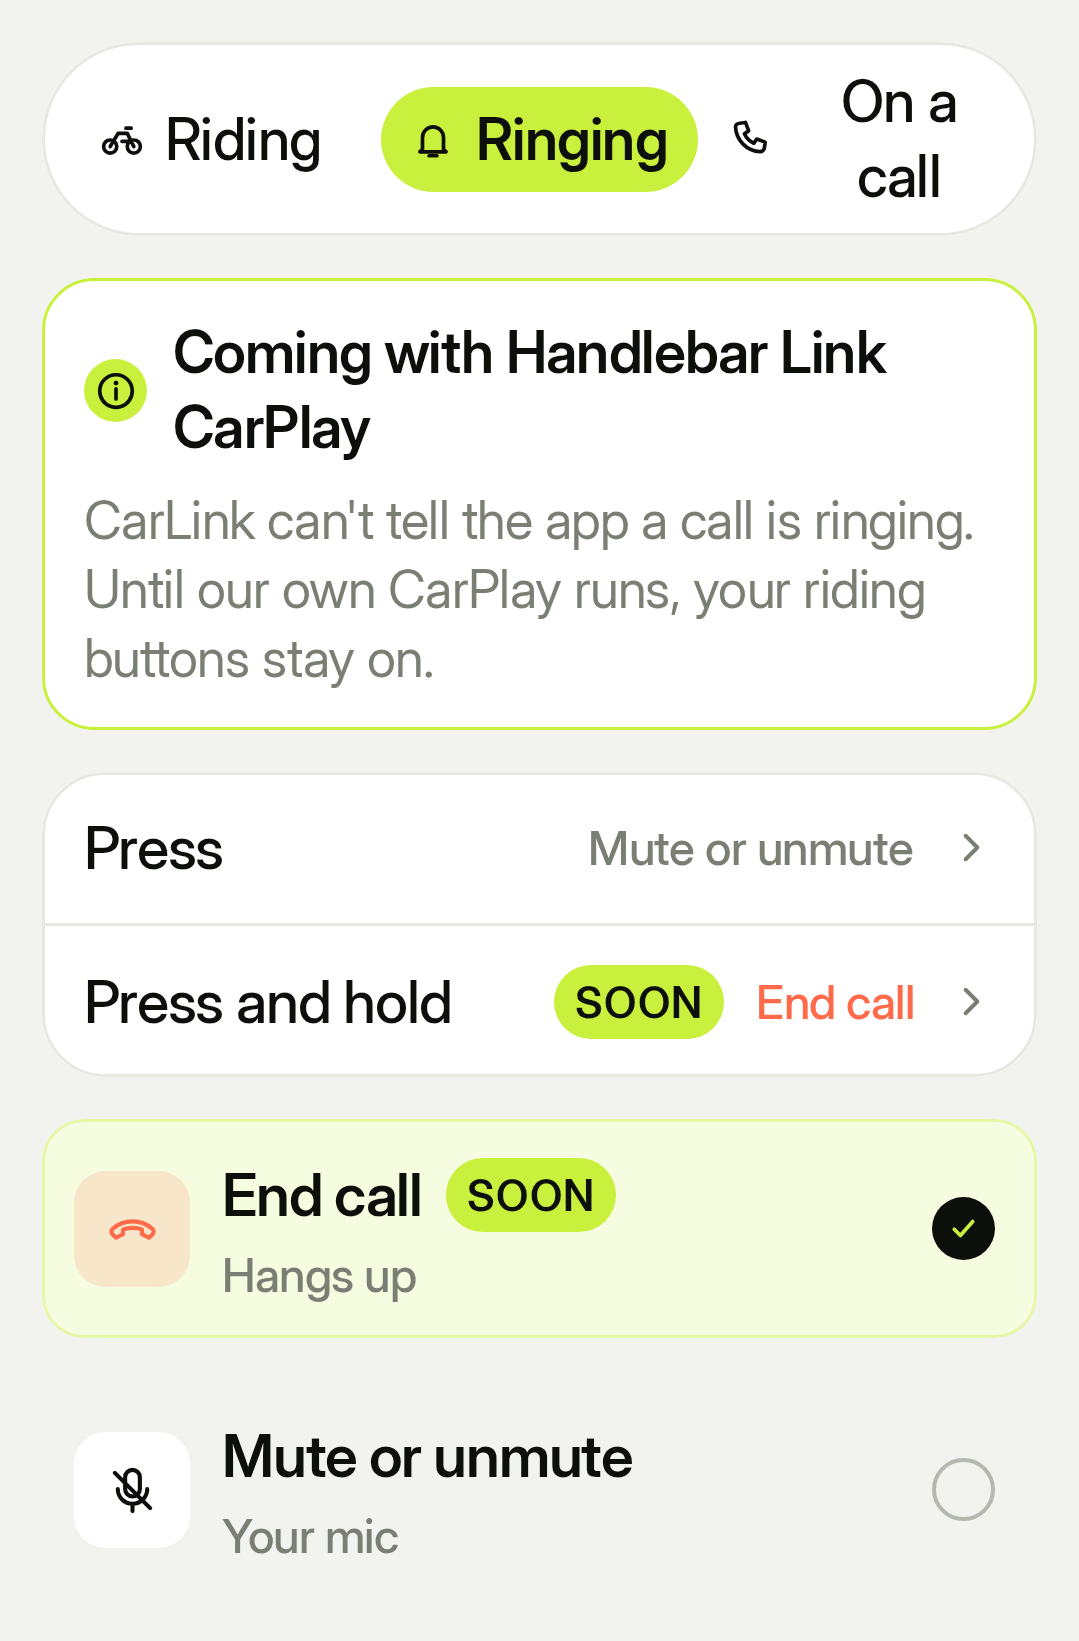 Riding
Ringing
On a
call
Coming with Handlebar Link
CarPlay
CarLink can't tell the app a call is ringing.
Until our own CarPlay runs, your riding
buttons stay on.
Press
Mute or unmute
Press and hold
SOON
End call
End call
SOON
Hangs up
Mute or unmute
Your mic